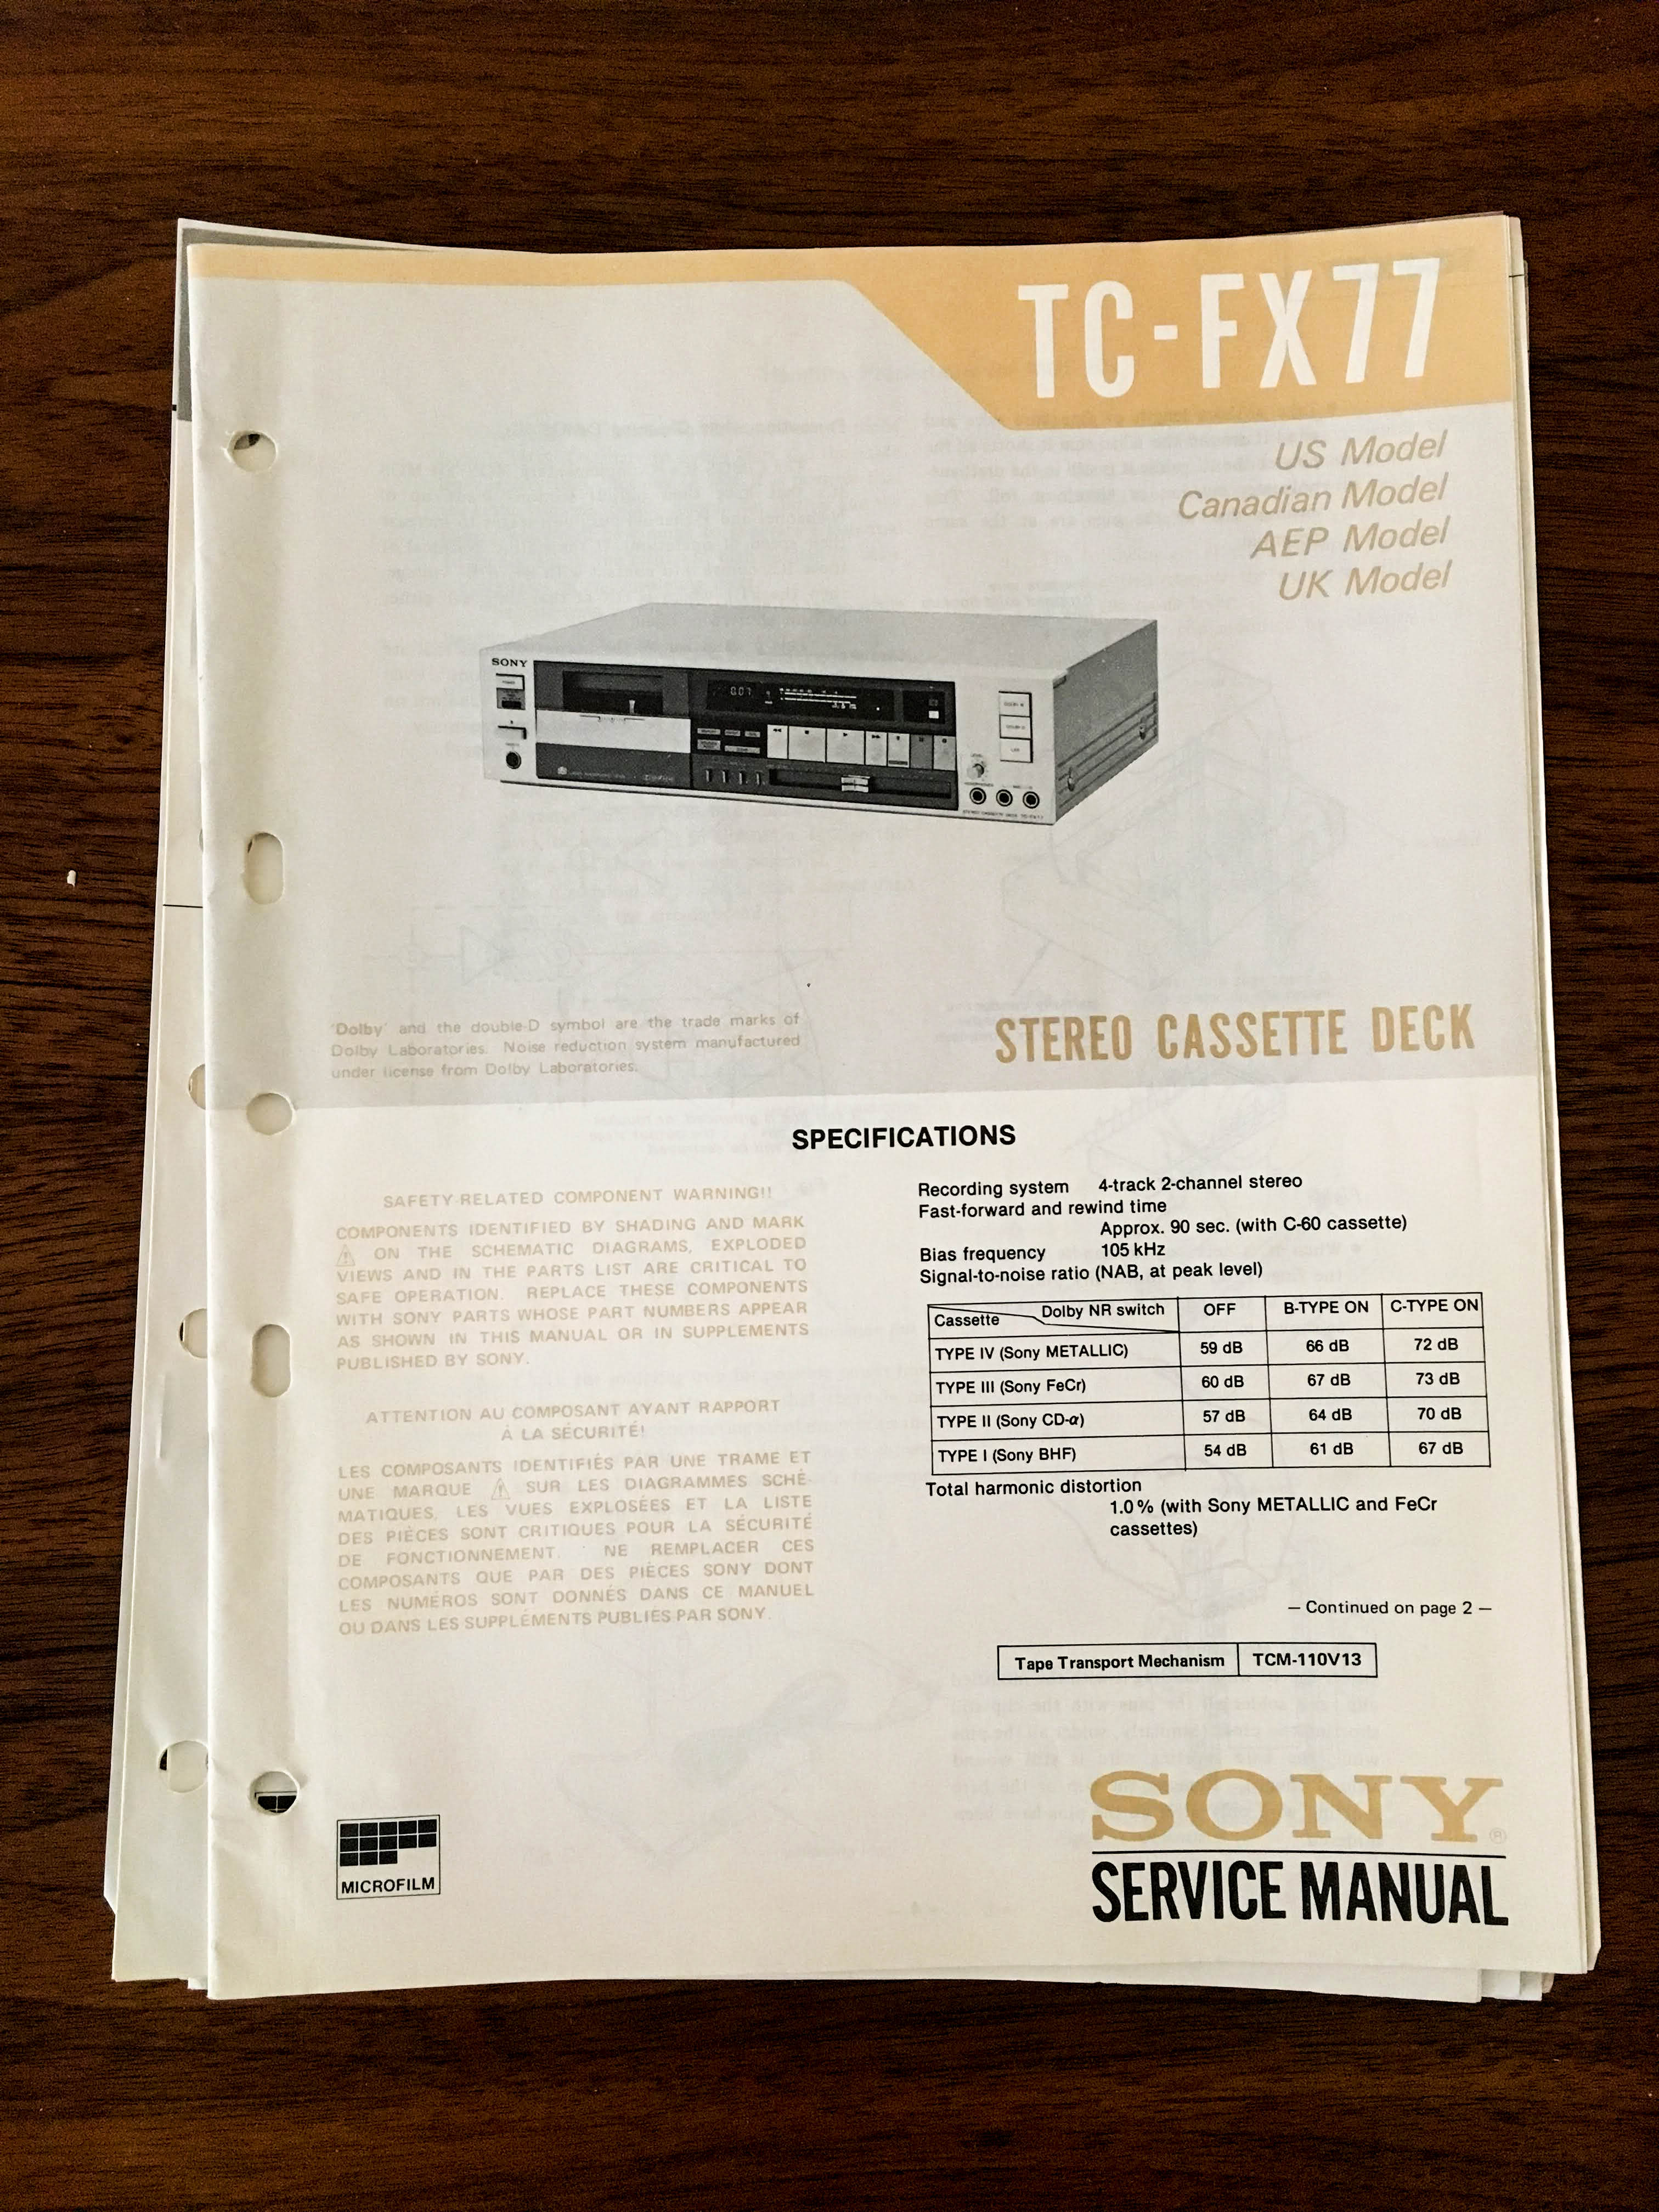 TC-FX77
US Model
Canadian Model
AEP Model
UK Model
SONY
0.07
'Dolby' and the double-D symbol are the trade marks of
Dolby Laboratories. Noise reduction system manufactured
under license from Dolby Laboratories.
STEREO CASSETTE DECK
SPECIFICATIONS
SAFETY-RELATED COMPONENT WARNING!!
COMPONENTS IDENTIFIED BY SHADING AND MARK
⚠ ON THE SCHEMATIC DIAGRAMS, EXPLODED
VIEWS AND IN THE PARTS LIST ARE CRITICAL TO
SAFE OPERATION. REPLACE THESE COMPONENTS
WITH SONY PARTS WHOSE PART NUMBERS APPEAR
AS SHOWN IN THIS MANUAL OR IN SUPPLEMENTS
PUBLISHED BY SONY.
ATTENTION AU COMPOSANT AYANT RAPPORT
À LA SÉCURITÉ!
LES COMPOSANTS IDENTIFIÉS PAR UNE TRAME ET
UNE MARQUE ⚠ SUR LES DIAGRAMMES SCHÉ-
MATIQUES, LES VUES EXPLOSÉES ET LA LISTE
DES PIÈCES SONT CRITIQUES POUR LA SÉCURITÉ
DE FONCTIONNEMENT. NE REMPLACER CES
COMPOSANTS QUE PAR DES PIÈCES SONY DONT
LES NUMÉROS SONT DONNÉS DANS CE MANUEL
OU DANS LES SUPPLÉMENTS PUBLIÉS PAR SONY.
Recording system 4-track 2-channel stereo
Fast-forward and rewind time
Approx. 90 sec. (with C-60 cassette)
Bias frequency 105 kHz
Signal-to-noise ratio (NAB, at peak level)
Cassette Dolby NR switch OFF B-TYPE ON C-TYPE ON
TYPE IV (Sony METALLIC) 59 dB 66 dB 72 dB
TYPE III (Sony FeCr) 60 dB 67 dB 73 dB
TYPE II (Sony CD-α) 57 dB 64 dB 70 dB
TYPE I (Sony BHF) 54 dB 61 dB 67 dB
Total harmonic distortion
1.0% (with Sony METALLIC and FeCr
cassettes)
— Continued on page 2 —
Tape Transport Mechanism TCM-110V13
MICROFILM
SONY®
SERVICE MANUAL